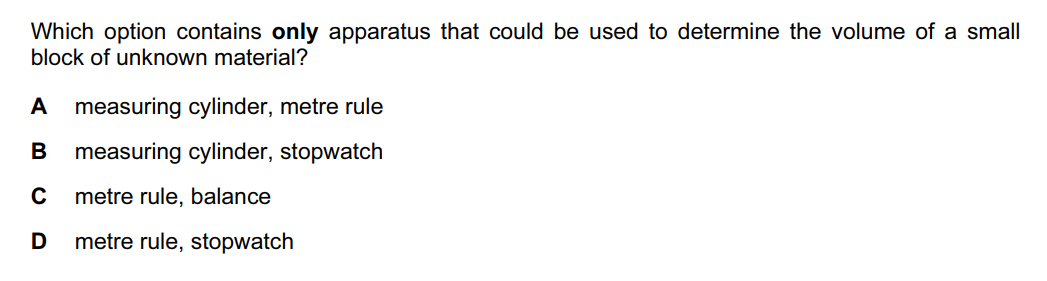 Which option contains only apparatus that could be used to determine the volume of a small
block of unknown material?
A measuring cylinder, metre rule
B measuring cylinder, stopwatch
C metre rule, balance
D metre rule, stopwatch